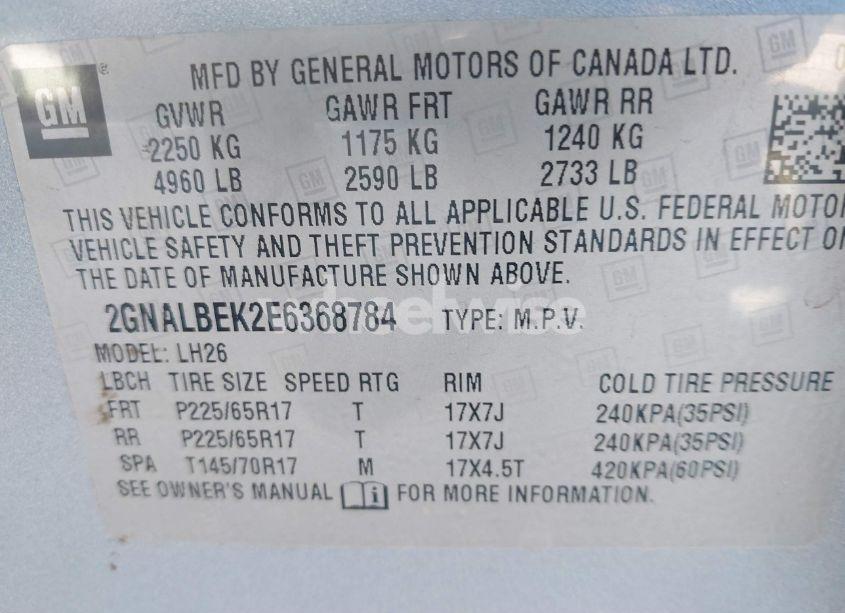 GM
MFD BY GENERAL MOTORS OF CANADA LTD.
GVWR GAWR FRT GAWR RR
2250 KG 1175 KG 1240 KG
4960 LB 2590 LB 2733 LB
THIS VEHICLE CONFORMS TO ALL APPLICABLE U.S. FEDERAL MOTOR
VEHICLE SAFETY AND THEFT PREVENTION STANDARDS IN EFFECT ON
THE DATE OF MANUFACTURE SHOWN ABOVE.
2GNALBEK2E6368784 TYPE: M.P.V.
MODEL: LH26
LBCH TIRE SIZE SPEED RTG RIM COLD TIRE PRESSURE
FRT P225/65R17 T 17X7J 240KPA(35PSI)
RR P225/65R17 T 17X7J 240KPA(35PSI)
SPA T145/70R17 M 17X4.5T 420KPA(60PSI)
SEE OWNER'S MANUAL FOR MORE INFORMATION.